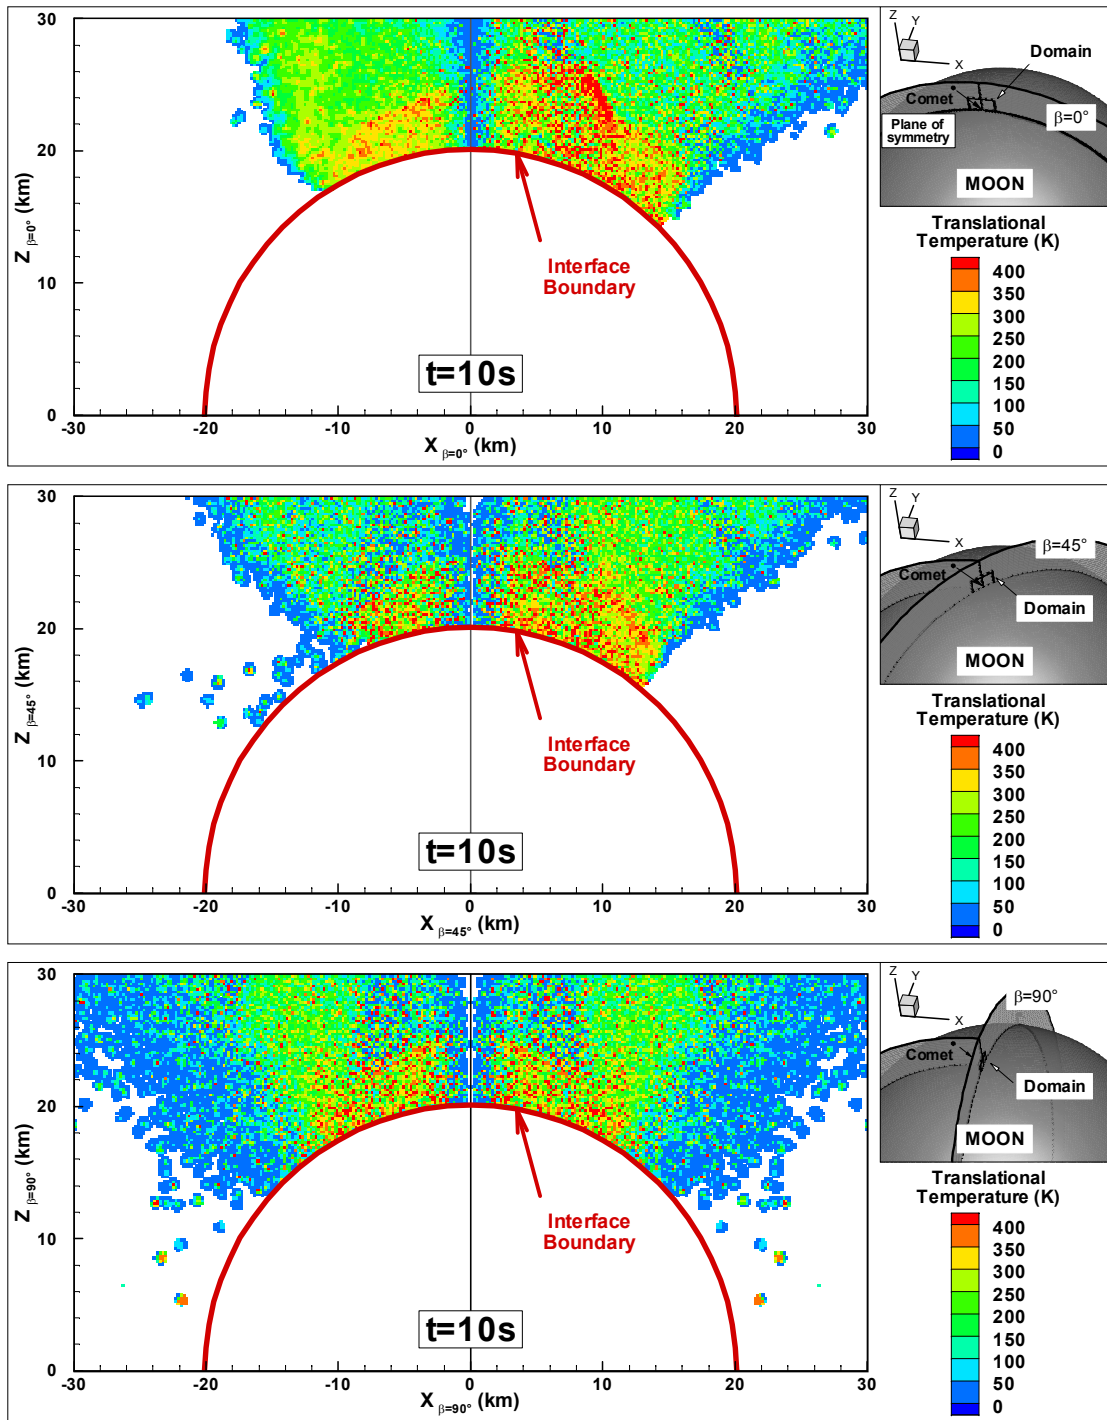 30
20
10
0
Z β=0° (km)
-30 -20 -10 0 10 20 30
X β=0° (km)
Interface
Boundary
t=10s
Z Y
X
Domain
Comet
β=0°
Plane of
symmetry
MOON
Translational
Temperature (K)
400
350
300
250
200
150
100
50
0
30
20
10
0
Z β=45° (km)
-30 -20 -10 0 10 20 30
X β=45° (km)
Interface
Boundary
t=10s
Z Y
X
β=45°
Comet
Domain
MOON
Translational
Temperature (K)
400
350
300
250
200
150
100
50
0
30
20
10
0
Z β=90° (km)
-30 -20 -10 0 10 20 30
X β=90° (km)
Interface
Boundary
t=10s
Z Y
X
β=90°
Comet
Domain
MOON
Translational
Temperature (K)
400
350
300
250
200
150
100
50
0